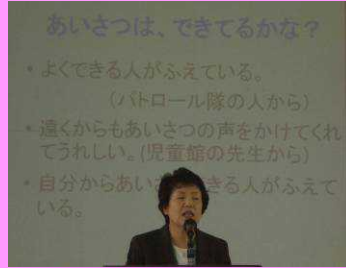 あいさつは、できてるかな？
・よくできる人がふえている。
（パトロール隊の人から）
・遠くからもあいさつの声をかけてくれ
てうれしい。(児童館の先生から)
・自分からあい　　きる人がふえて
いる。